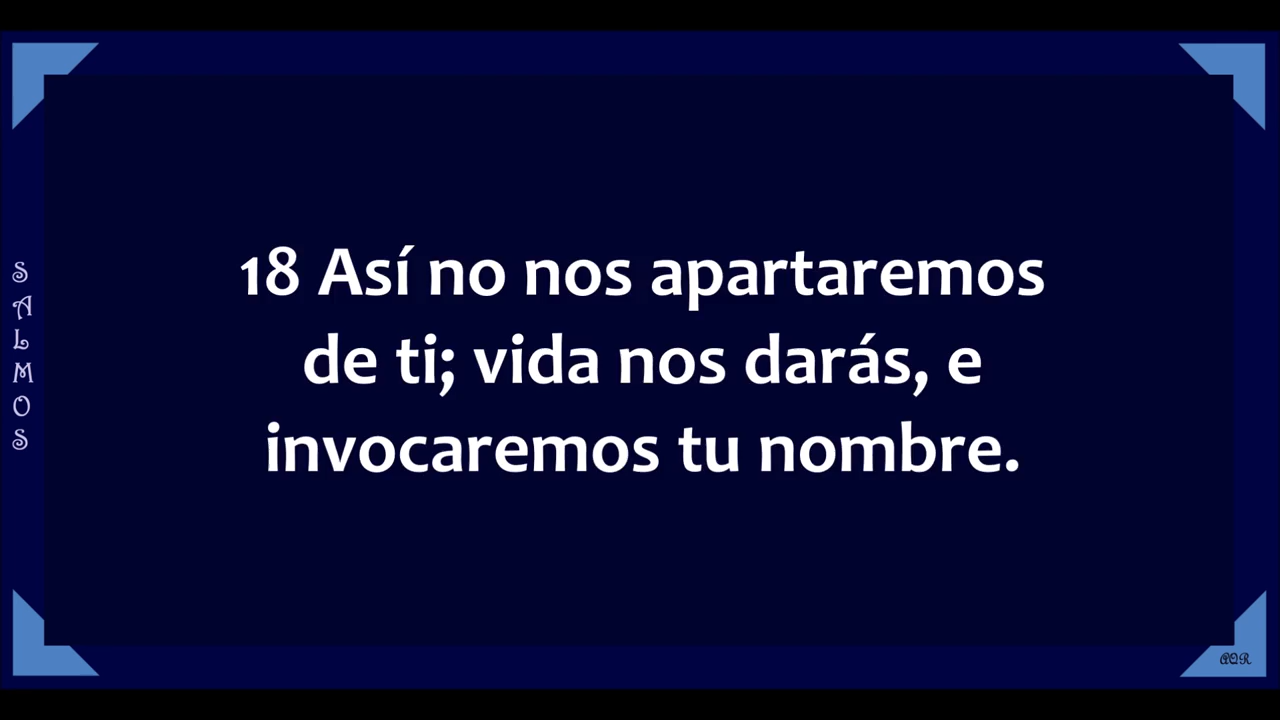 SALMOS
18 Así no nos apartaremos
de ti; vida nos darás, e
invocaremos tu nombre.